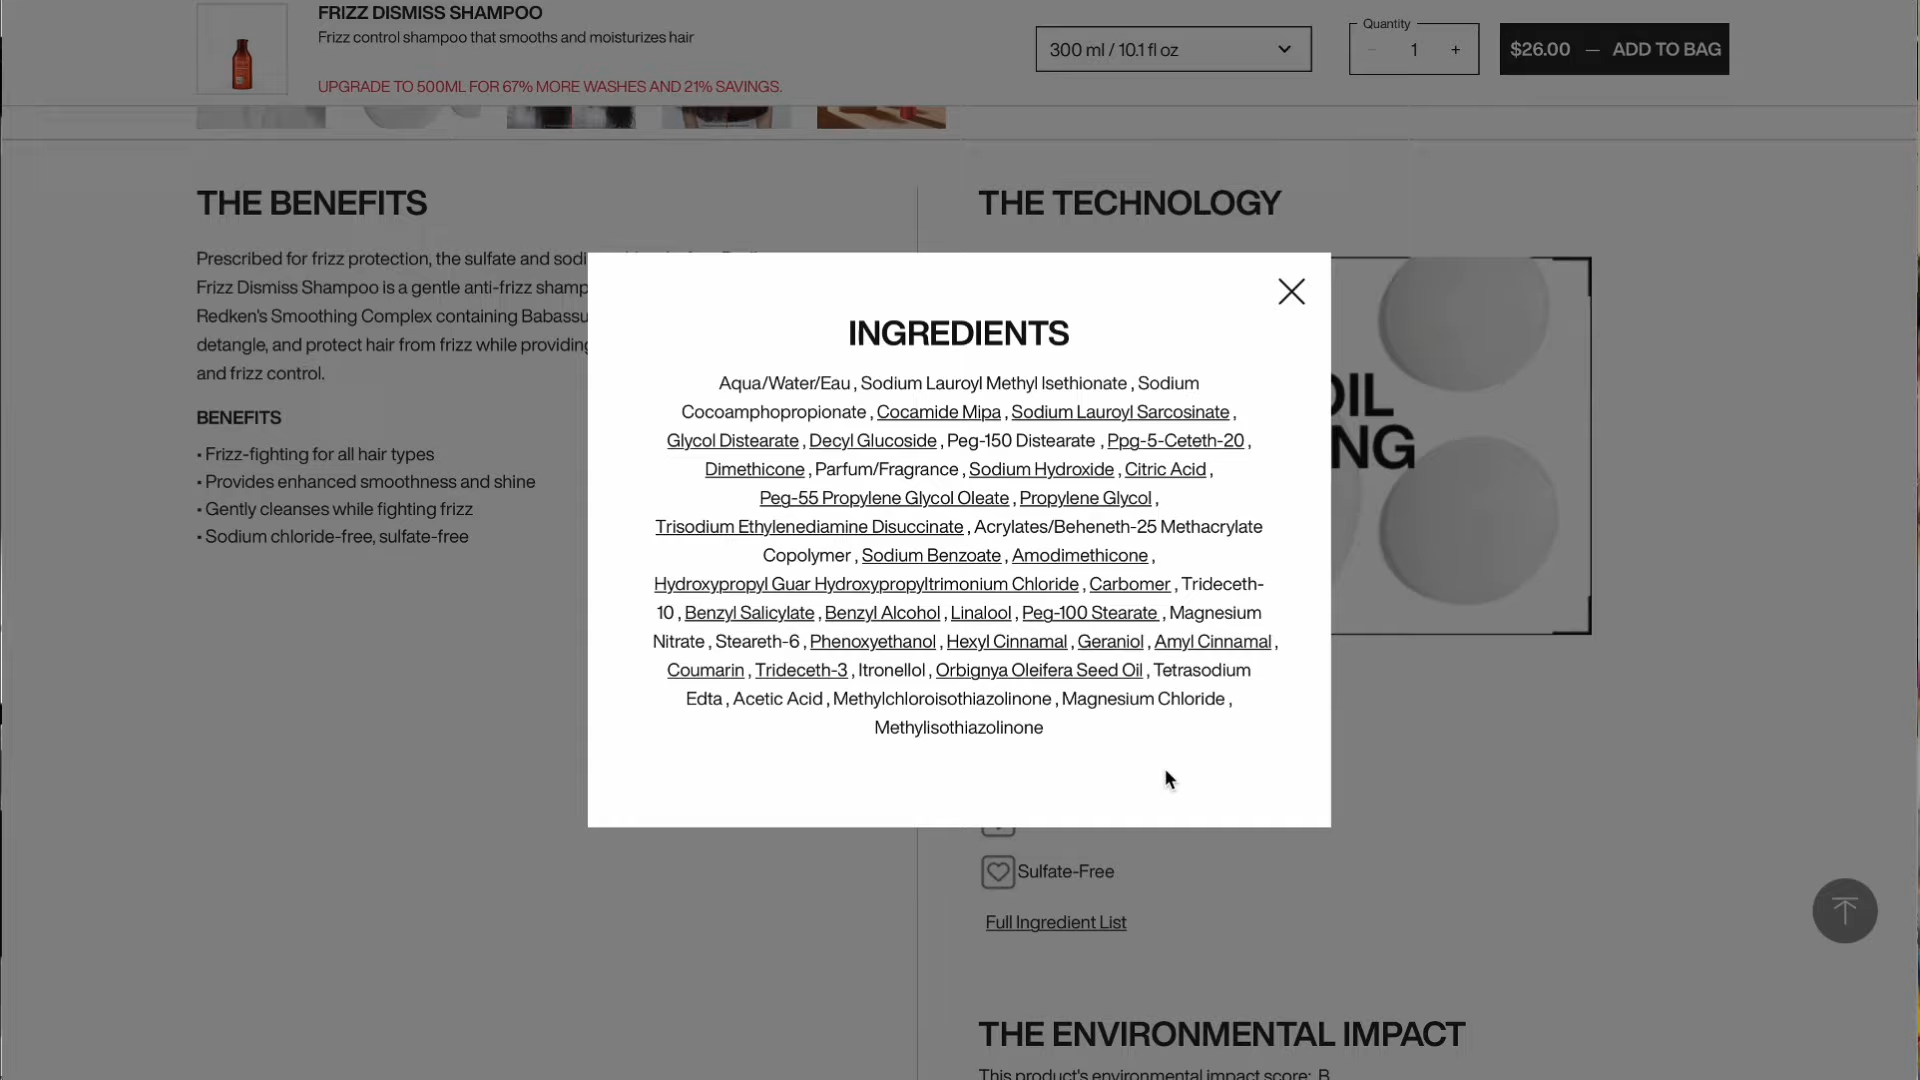 FRIZZ DISMISS SHAMPOO
Frizz control shampoo that smooths and moisturizes hair
UPGRADE TO 500ML FOR 67% MORE WASHES AND 21% SAVINGS.
300 ml / 10.1 fl oz
Quantity
- 1 +
$26.00 — ADD TO BAG
THE BENEFITS
Prescribed for frizz protection, the sulfate and sodi
Frizz Dismiss Shampoo is a gentle anti-frizz shamp
Redken's Smoothing Complex containing Babassu
detangle, and protect hair from frizz while providing
and frizz control.
BENEFITS
• Frizz-fighting for all hair types
• Provides enhanced smoothness and shine
• Gently cleanses while fighting frizz
• Sodium chloride-free, sulfate-free
THE TECHNOLOGY
OIL
NG
INGREDIENTS
Aqua/Water/Eau , Sodium Lauroyl Methyl Isethionate , Sodium
Cocoamphopropionate , Cocamide Mipa , Sodium Lauroyl Sarcosinate ,
Glycol Distearate , Decyl Glucoside , Peg-150 Distearate , Ppg-5-Ceteth-20 ,
Dimethicone , Parfum/Fragrance , Sodium Hydroxide , Citric Acid ,
Peg-55 Propylene Glycol Oleate , Propylene Glycol ,
Trisodium Ethylenediamine Disuccinate , Acrylates/Beheneth-25 Methacrylate
Copolymer , Sodium Benzoate , Amodimethicone ,
Hydroxypropyl Guar Hydroxypropyltrimonium Chloride , Carbomer , Trideceth-
10 , Benzyl Salicylate , Benzyl Alcohol , Linalool , Peg-100 Stearate , Magnesium
Nitrate , Steareth-6 , Phenoxyethanol , Hexyl Cinnamal , Geraniol , Amyl Cinnamal ,
Coumarin , Trideceth-3 , Itronellol , Orbignya Oleifera Seed Oil , Tetrasodium
Edta , Acetic Acid , Methylchloroisothiazolinone , Magnesium Chloride ,
Methylisothiazolinone
Sulfate-Free
Full Ingredient List
THE ENVIRONMENTAL IMPACT
This product's environmental impact score: B